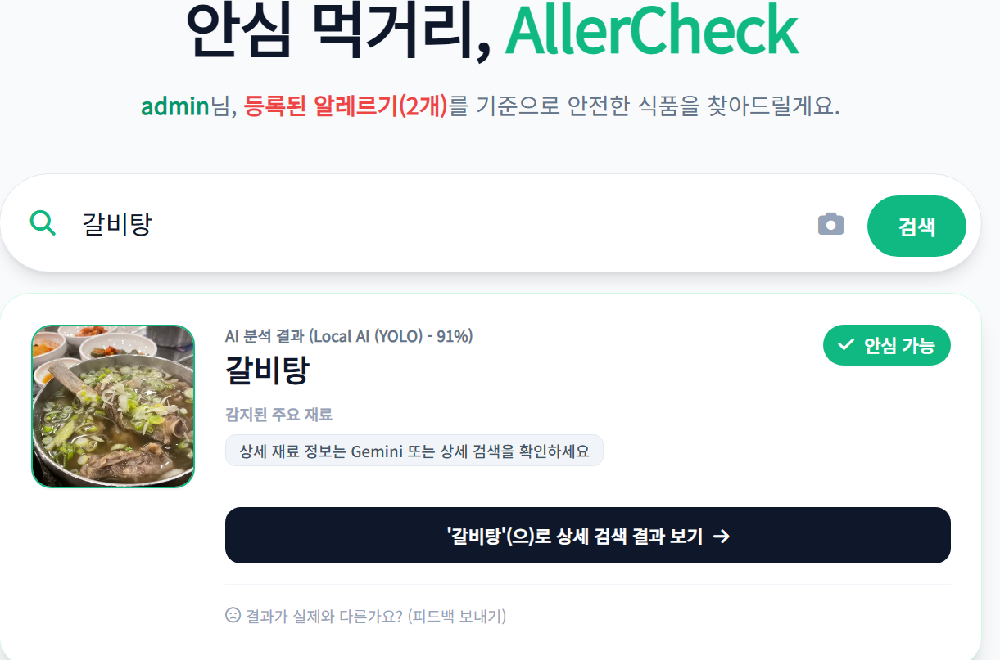 안심 먹거리, AllerCheck
admin님, 등록된 알레르기(2개)를 기준으로 안전한 식품을 찾아드릴게요.
갈비탕
검색
AI 분석 결과 (Local AI (YOLO) - 91%)
안심 가능
갈비탕
감지된 주요 재료
상세 재료 정보는 Gemini 또는 상세 검색을 확인하세요
'갈비탕'(으)로 상세 검색 결과 보기 →
결과가 실제와 다른가요? (피드백 보내기)